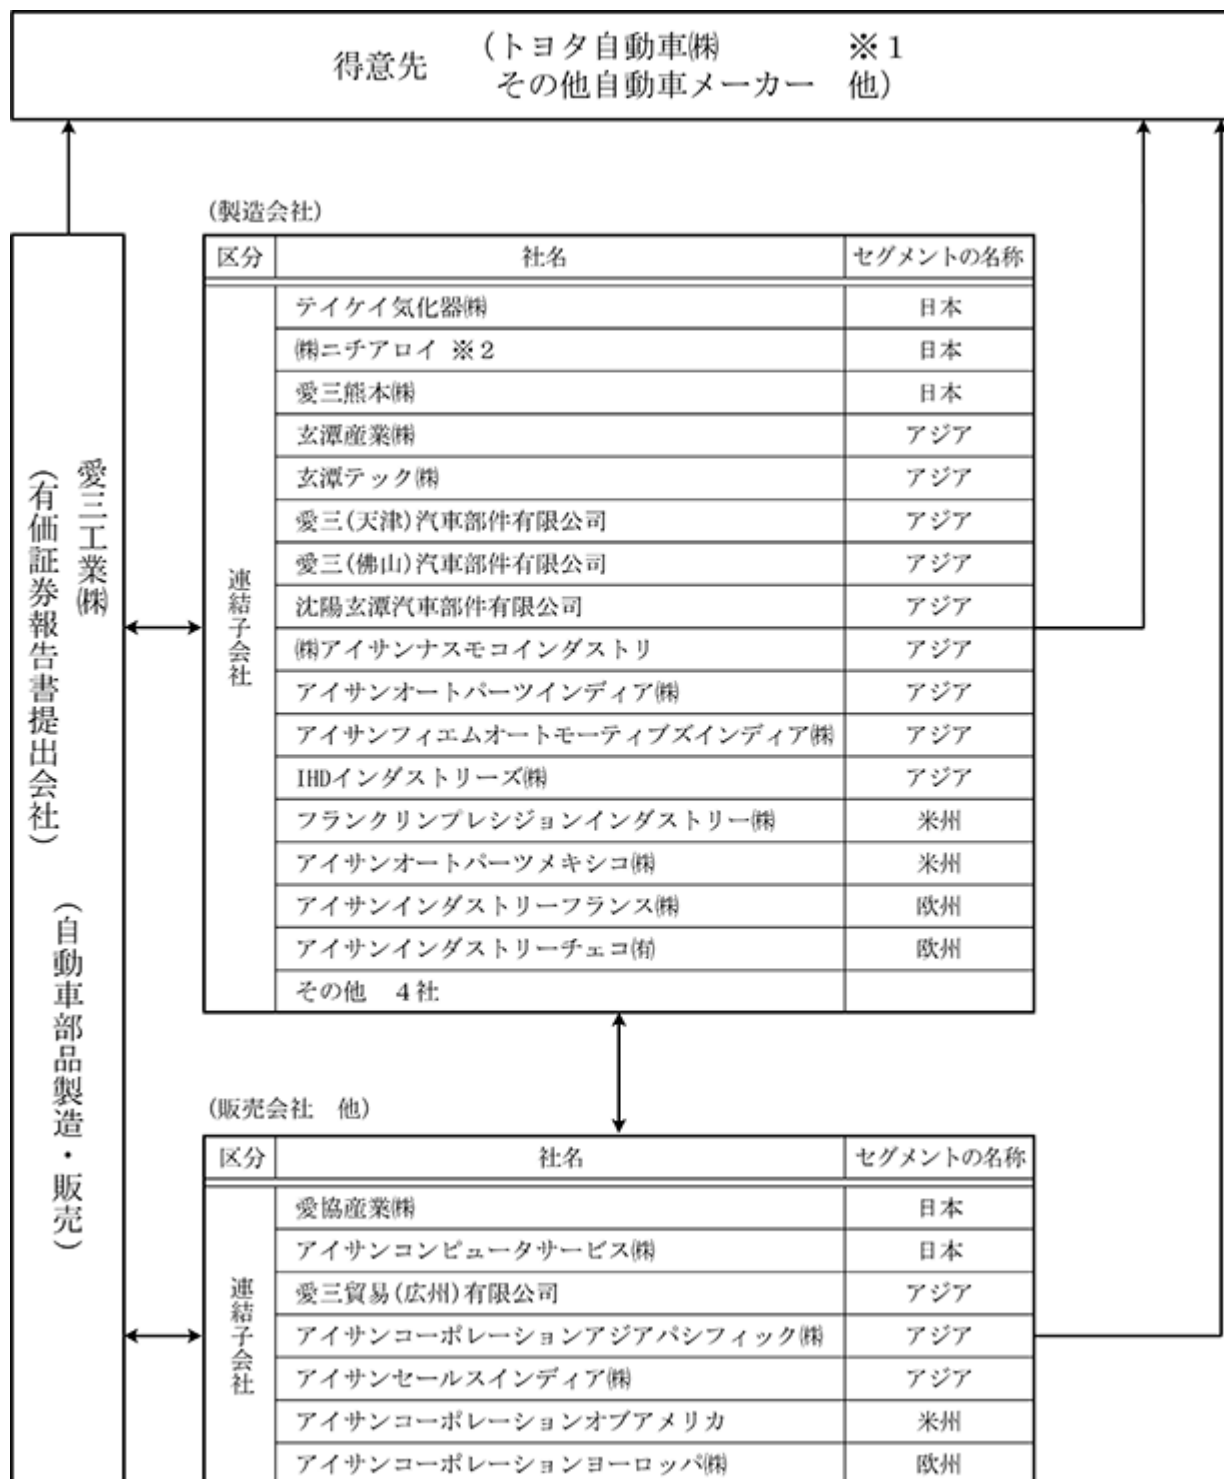 得意先 (トヨタ自動車㈱ ※1
その他自動車メーカー 他)
愛三工業㈱
(有価証券報告書提出会社)
(自動車部品製造・販売)
(製造会社)
区分 社名 セグメントの名称
連結子会社
テイケイ気化器㈱ 日本
㈱ニチアロイ ※2 日本
愛三熊本㈱ 日本
玄潭産業㈱ アジア
玄潭テック㈱ アジア
愛三(天津)汽車部件有限公司 アジア
愛三(佛山)汽車部件有限公司 アジア
沈陽玄潭汽車部件有限公司 アジア
㈱アイサンナスモコインダストリ アジア
アイサンオートパーツインディア㈱ アジア
アイサンフィエムオートモーティブズインディア㈱ アジア
IHDインダストリーズ㈱ アジア
フランクリンプレシジョンインダストリー㈱ 米州
アイサンオートパーツメキシコ㈱ 米州
アイサンインダストリーフランス㈱ 欧州
アイサンインダストリーチェコ㈲ 欧州
その他 4社
(販売会社 他)
区分 社名 セグメントの名称
連結子会社
愛協産業㈱ 日本
アイサンコンピュータサービス㈱ 日本
愛三貿易(広州)有限公司 アジア
アイサンコーポレーションアジアパシフィック㈱ アジア
アイサンセールスインディア㈱ アジア
アイサンコーポレーションオブアメリカ 米州
アイサンコーポレーションヨーロッパ㈱ 欧州